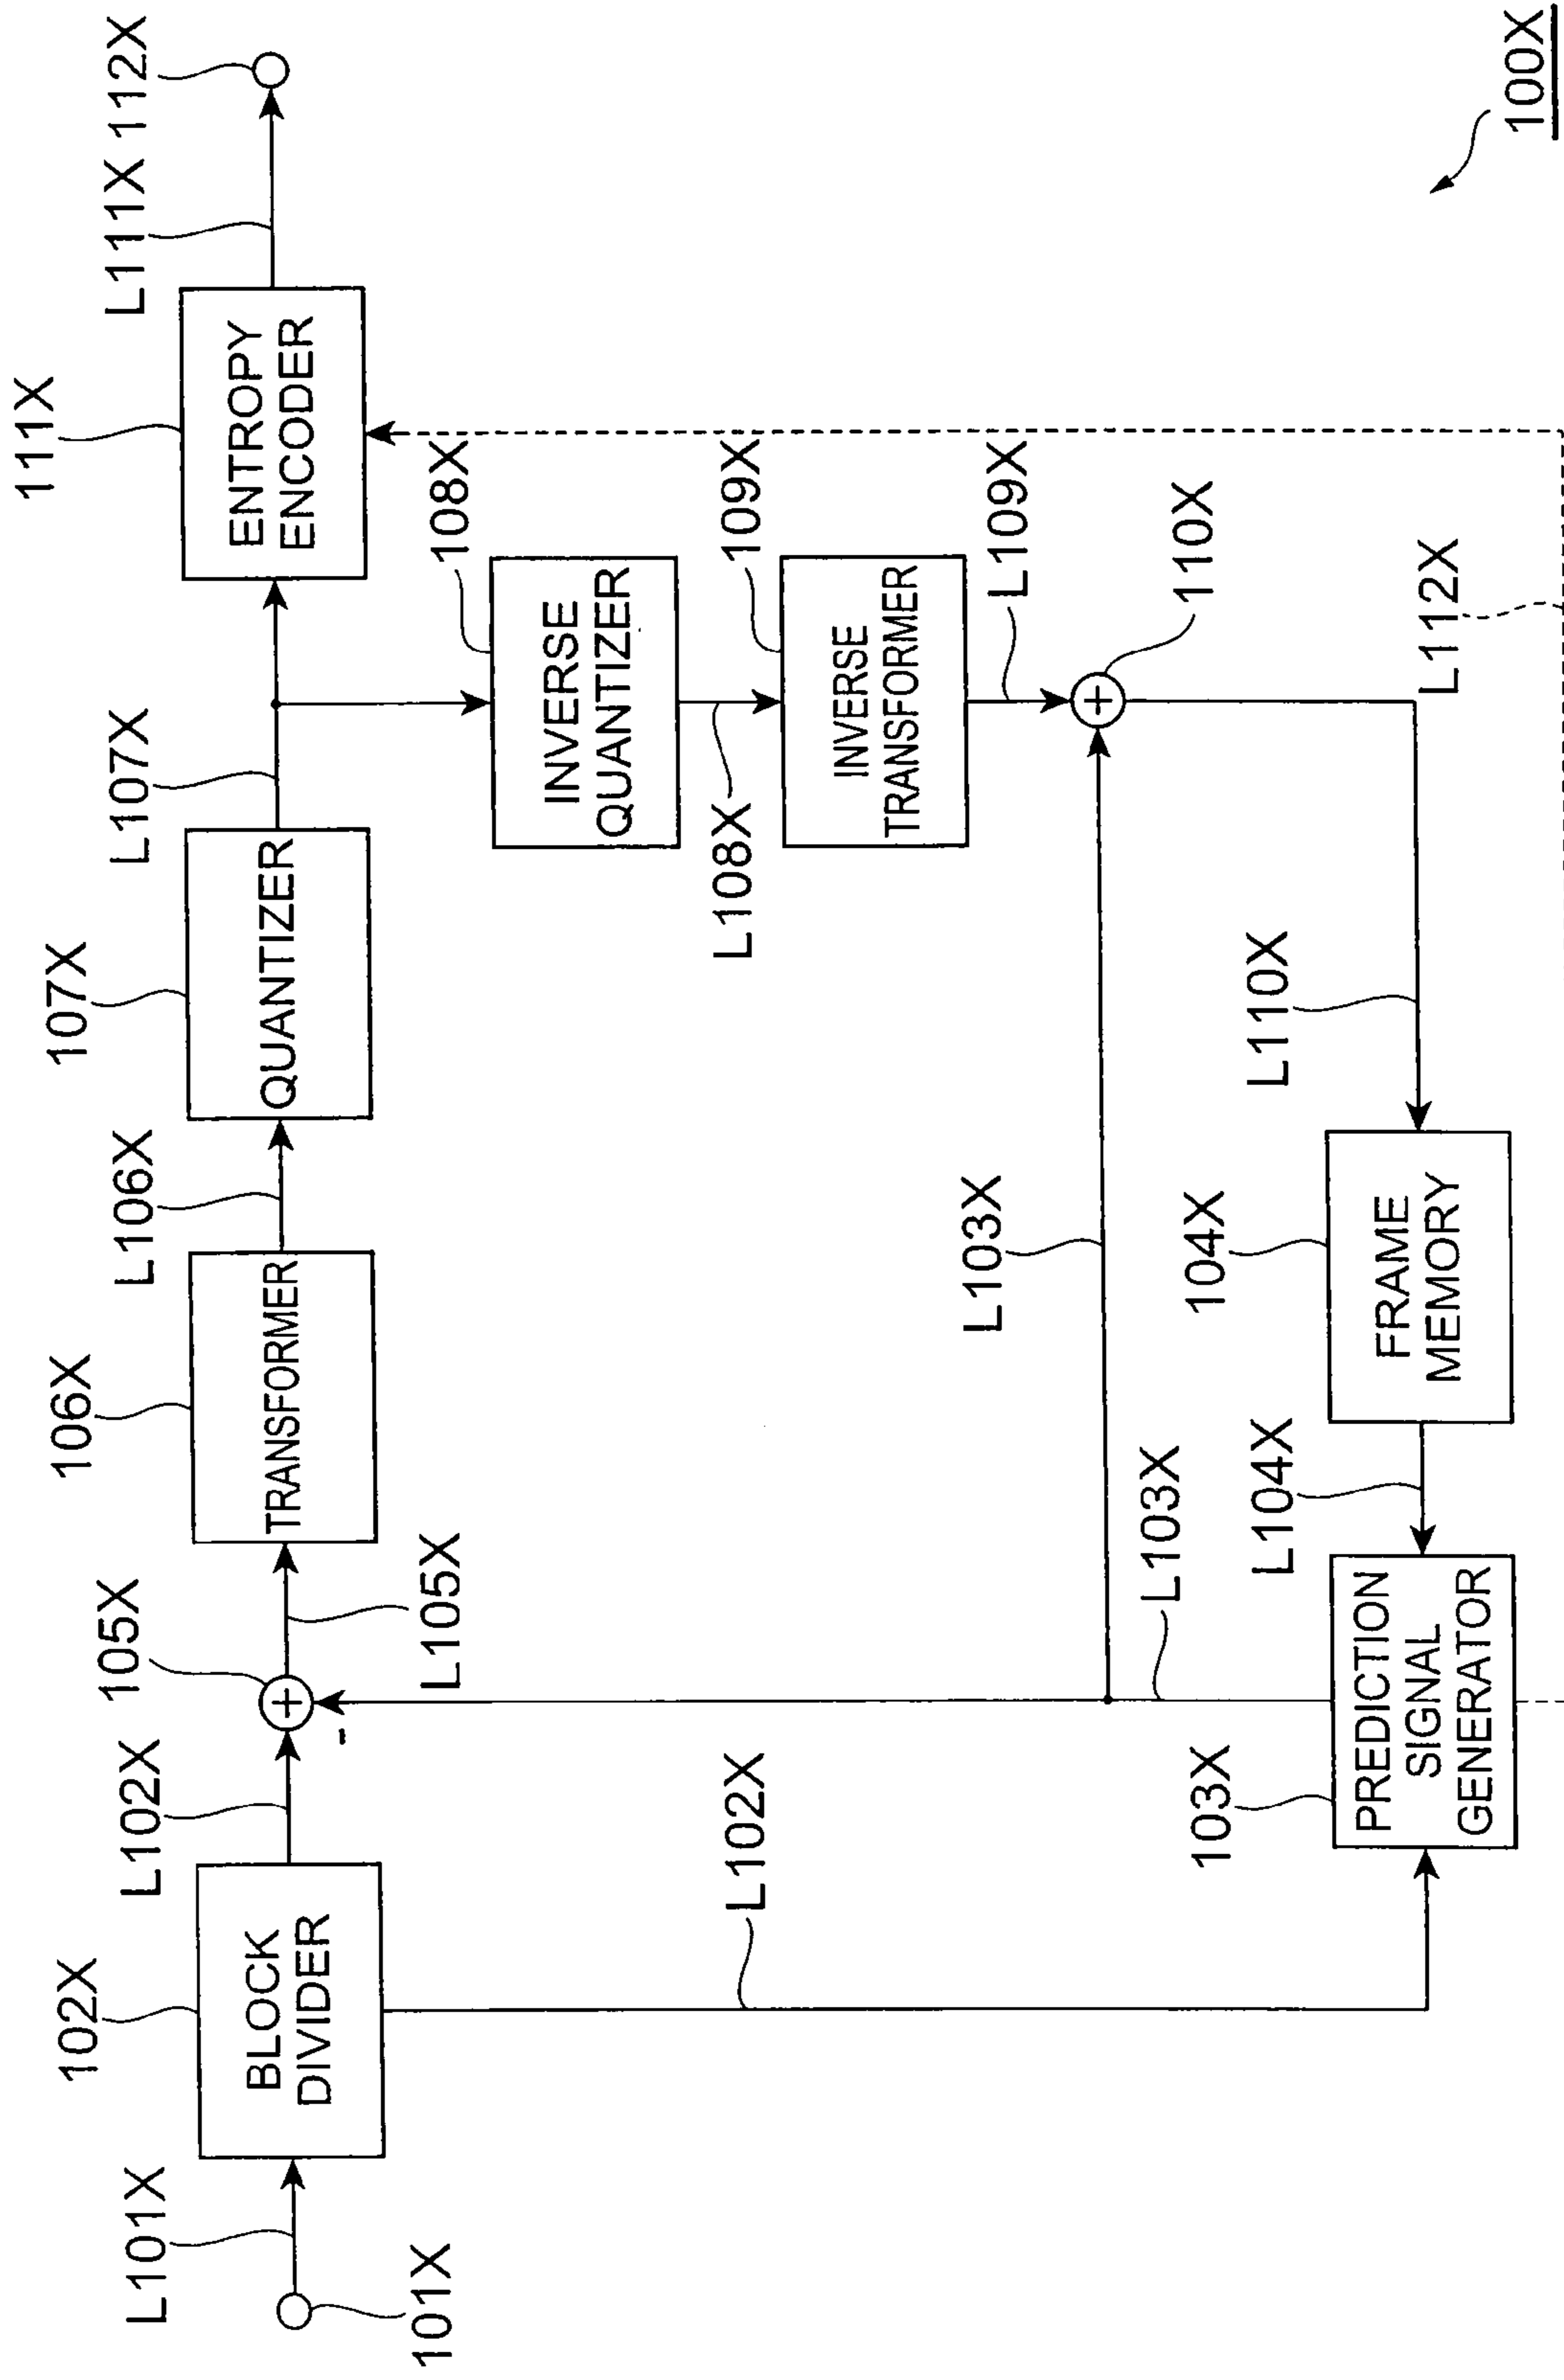 111X
L111X
112X
107X
L107X
106X
L106X
105X
102X
L102X
L101X
ENTROPY
ENCODER
QUANTIZER
TRANSFORMER
BLOCK
DIVIDER
101X
-
L105X
108X
INVERSE
QUANTIZER
L108X
109X
INVERSE
TRANSFORMER
L109X
110X
L102X
L103X
L103X
103X
PREDICTION
SIGNAL
GENERATOR
L104X
104X
FRAME
MEMORY
L110X
L112X
100X